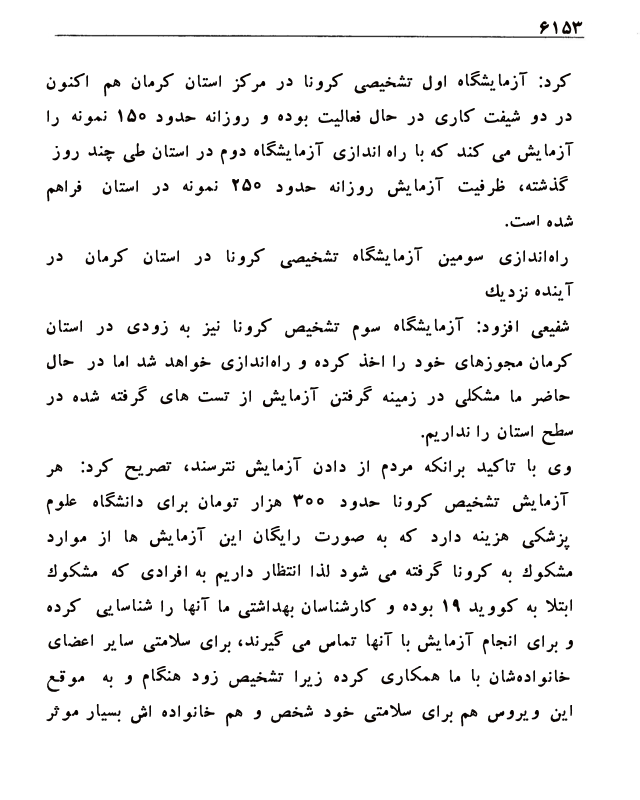 ۶۱۵۳
کرد: آزمایشگاه اول تشخیصی کرونا در مرکز استان کرمان هم اکنون
در دو شیفت کاری در حال فعالیت بوده و روزانه حدود ۱۵۰ نمونه را
آزمایش می کند که با راه اندازی آزمایشگاه دوم در استان طی چند روز
گذشته، ظرفیت آزمایش روزانه حدود ۲۵۰ نمونه در استان فراهم
شده است.
راه‌اندازی سومین آزمایشگاه تشخیصی کرونا در استان کرمان در
آینده نزدیك
شفیعی افزود: آزمایشگاه سوم تشخیص کرونا نیز به زودی در استان
کرمان مجوزهای خود را اخذ کرده و راه‌اندازی خواهد شد اما در حال
حاضر ما مشکلی در زمینه گرفتن آزمایش از تست های گرفته شده در
سطح استان را نداریم.
وی با تاکید برانکه مردم از دادن آزمایش نترسند، تصریح کرد: هر
آزمایش تشخیص کرونا حدود ۳۰۰ هزار تومان برای دانشگاه علوم
پزشکی هزینه دارد که به صورت رایگان این آزمایش ها از موارد
مشکوك به کرونا گرفته می شود لذا انتظار داریم به افرادی که مشکوك
ابتلا به کووید ۱۹ بوده و کارشناسان بهداشتی ما آنها را شناسایی کرده
و برای انجام آزمایش با آنها تماس می گیرند، برای سلامتی سایر اعضای
خانواده‌شان با ما همکاری کرده زیرا تشخیص زود هنگام و به موقع
این ویروس هم برای سلامتی خود شخص و هم خانواده اش بسیار موثر